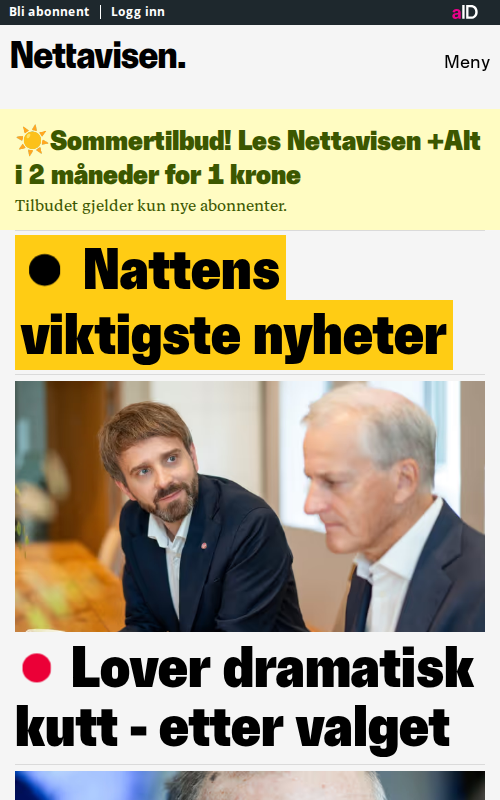 Bli abonnent | Logg inn
aID
Nettavisen.
Meny
☀️Sommertilbud! Les Nettavisen +Alt
i 2 måneder for 1 krone
Tilbudet gjelder kun nye abonnenter.
● Nattens
viktigste nyheter
Lover dramatisk
kutt - etter valget